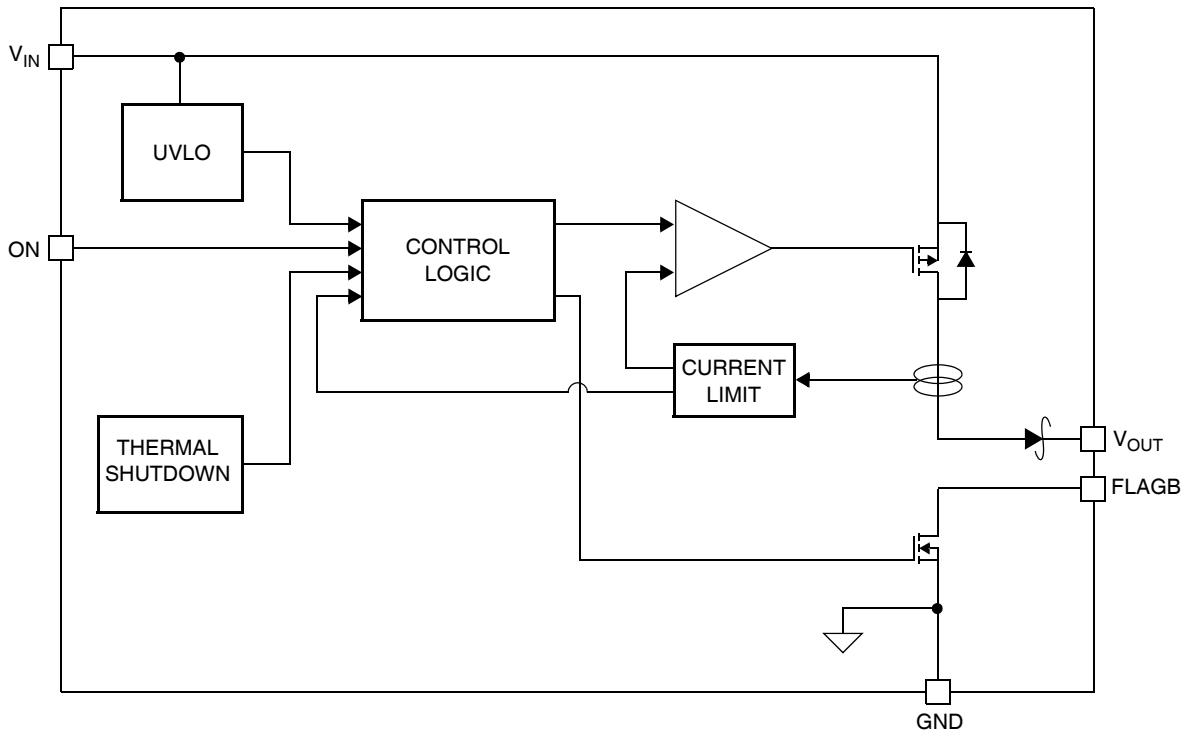 VIN
UVLO
ON
CONTROL
LOGIC
CURRENT
LIMIT
THERMAL
SHUTDOWN
VOUT
FLAGB
GND